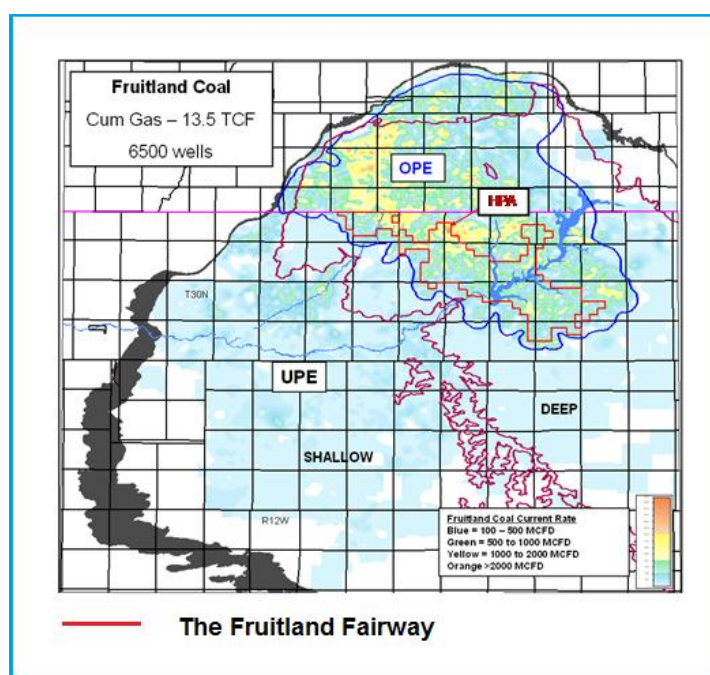 Fruitland Coal
Cum Gas – 13.5 TCF
6500 wells
OPE
HPA
T30N
UPE
DEEP
SHALLOW
R12W
Fruitland Coal Current Rate
Blue = 100 – 500 MCFD
Green = 500 to 1000 MCFD
Yellow = 1000 to 2000 MCFD
Orange >2000 MCFD
The Fruitland Fairway